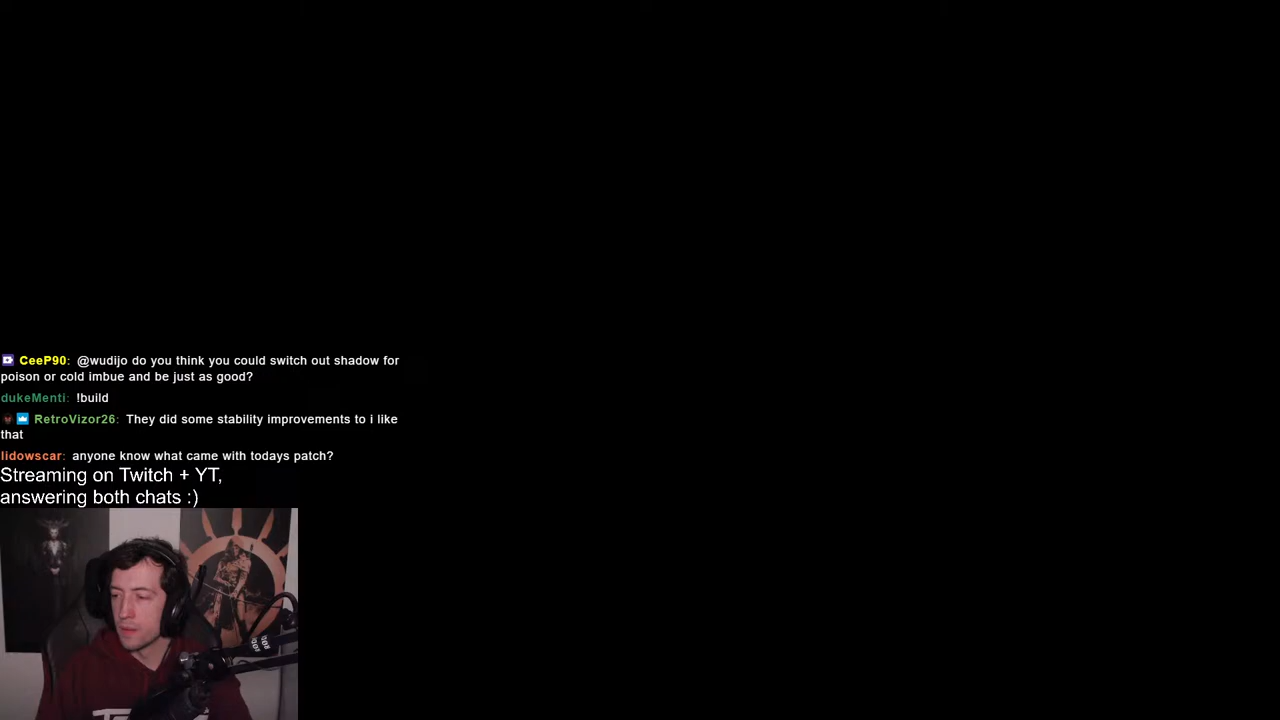 CeeP90: @wudijo do you think you could switch out shadow for
poison or cold imbue and be just as good?
dukeMenti: !build
RetroVizor26: They did some stability improvements to i like
that
lidowscar: anyone know what came with todays patch?
Streaming on Twitch + YT,
answering both chats :)